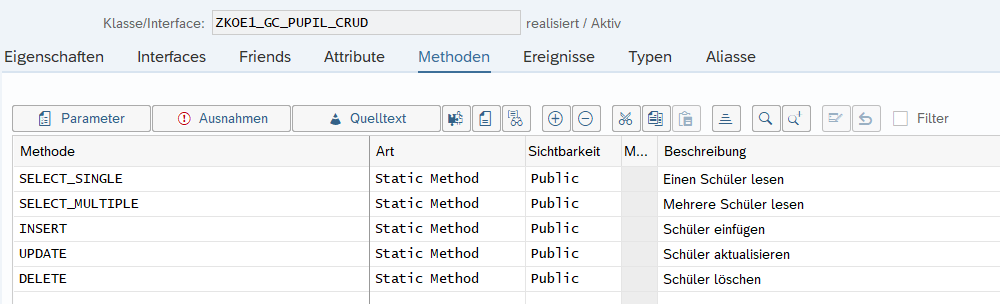 Klasse/Interface: ZKOE1_GC_PUPIL_CRUD realisiert / Aktiv
Eigenschaften Interfaces Friends Attribute Methoden Ereignisse Typen Aliasse
Parameter Ausnahmen Quelltext Filter
Methode Art Sichtbarkeit M... Beschreibung
SELECT_SINGLE Static Method Public Einen Schüler lesen
SELECT_MULTIPLE Static Method Public Mehrere Schüler lesen
INSERT Static Method Public Schüler einfügen
UPDATE Static Method Public Schüler aktualisieren
DELETE Static Method Public Schüler löschen